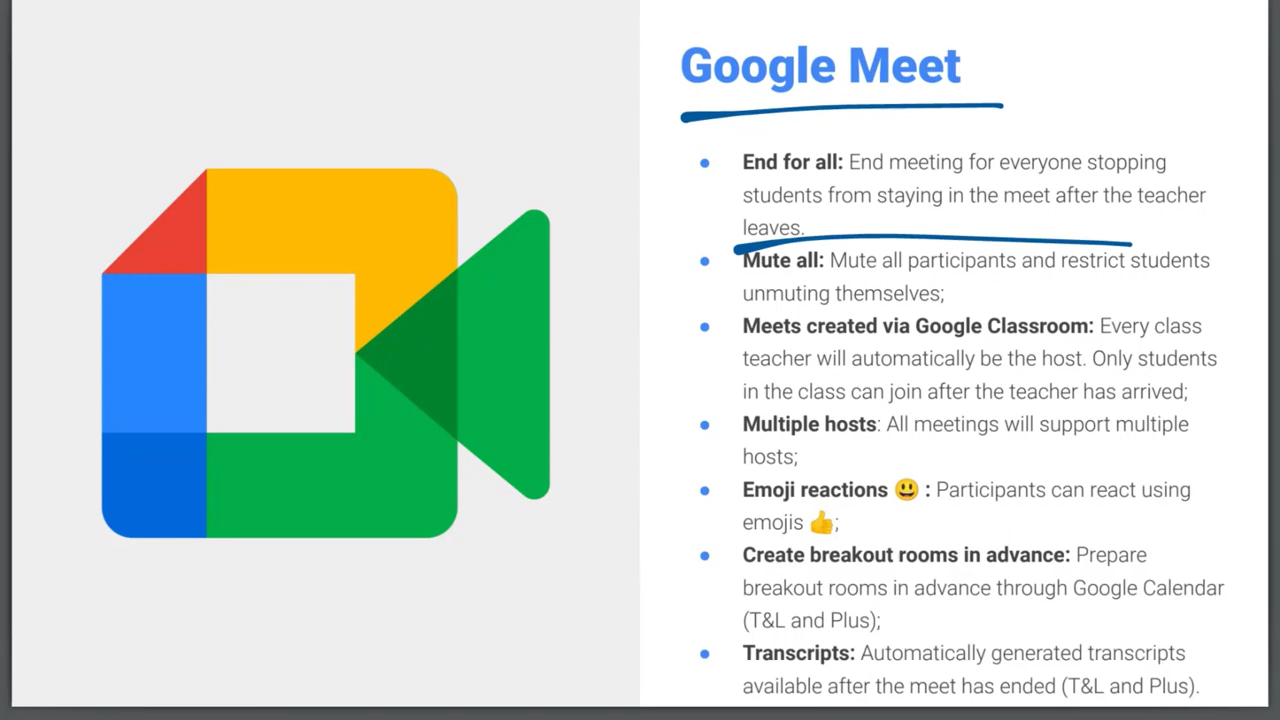 Google Meet
● End for all: End meeting for everyone stopping
students from staying in the meet after the teacher
leaves.
● Mute all: Mute all participants and restrict students
unmuting themselves;
● Meets created via Google Classroom: Every class
teacher will automatically be the host. Only students
in the class can join after the teacher has arrived;
● Multiple hosts: All meetings will support multiple
hosts;
● Emoji reactions 😃 : Participants can react using
emojis 👍;
● Create breakout rooms in advance: Prepare
breakout rooms in advance through Google Calendar
(T&L and Plus);
● Transcripts: Automatically generated transcripts
available after the meet has ended (T&L and Plus).